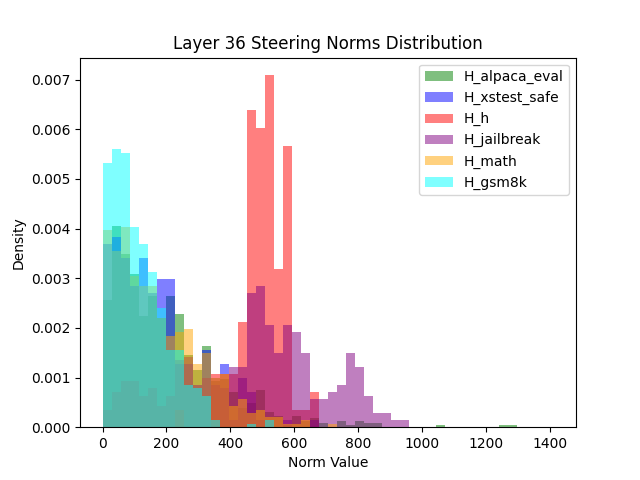 Layer 36 Steering Norms Distribution
H_alpaca_eval
H_xstest_safe
H_h
H_jailbreak
H_math
H_gsm8k
Density
0.007
0.006
0.005
0.004
0.003
0.002
0.001
0.000
0 200 400 600 800 1000 1200 1400
Norm Value